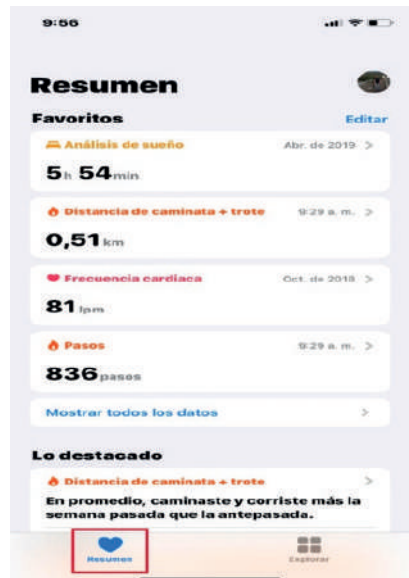 9:56
Resumen
Favoritos
Editar
Análisis de sueño
Abr. de 2019 >
5 h 54 min
Distancia de caminata + trote
9:29 a. m. >
0,51 km
Frecuencia cardiaca
Oct. de 2018 >
81 lpm
Pasos
9:29 a. m. >
836 pasos
Mostrar todos los datos >
Lo destacado
Distancia de caminata + trote >
En promedio, caminaste y corriste más la
semana pasada que la antepasada.
Resumen
Explorar